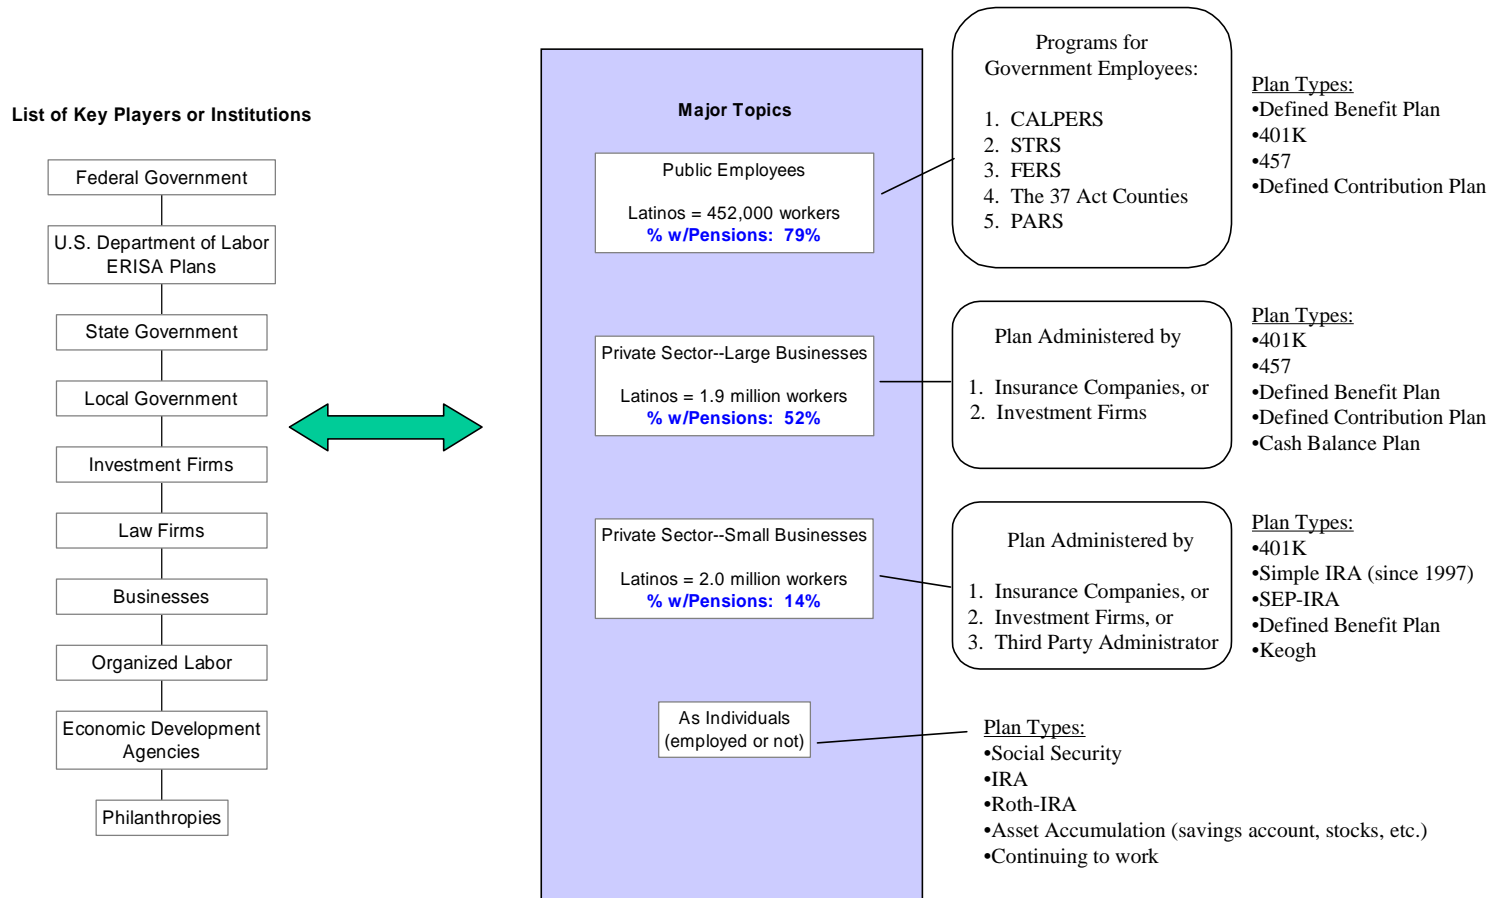 List of Key Players or Institutions
Federal Government
U.S. Department of Labor
ERISA Plans
State Government
Local Government
Investment Firms
Law Firms
Businesses
Organized Labor
Economic Development
Agencies
Philanthropies
Major Topics
Public Employees
Latinos = 452,000 workers
% w/Pensions:  79%
Private Sector--Large Businesses
Latinos = 1.9 million workers
% w/Pensions:  52%
Private Sector--Small Businesses
Latinos = 2.0 million workers
% w/Pensions:  14%
As Individuals
(employed or not)
Programs for
Government Employees:
1. CALPERS
2. STRS
3. FERS
4. The 37 Act Counties
5. PARS
Plan Types:
•Defined Benefit Plan
•401K
•457
•Defined Contribution Plan
Plan Administered by
1. Insurance Companies, or
2. Investment Firms
Plan Types:
•401K
•457
•Defined Benefit Plan
•Defined Contribution Plan
•Cash Balance Plan
Plan Administered by
1. Insurance Companies, or
2. Investment Firms, or
3. Third Party Administrator
Plan Types:
•401K
•Simple IRA (since 1997)
•SEP-IRA
•Defined Benefit Plan
•Keogh
Plan Types:
•Social Security
•IRA
•Roth-IRA
•Asset Accumulation (savings account, stocks, etc.)
•Continuing to work